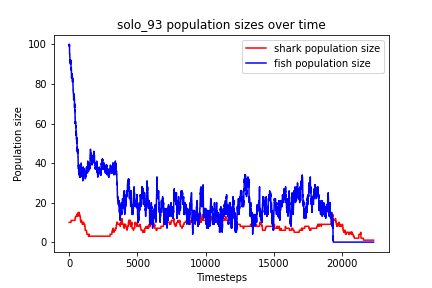 solo_93 population sizes over time
shark population size
fish population size
Population size
100
80
60
40
20
0
0
5000
10000
15000
20000
Timesteps